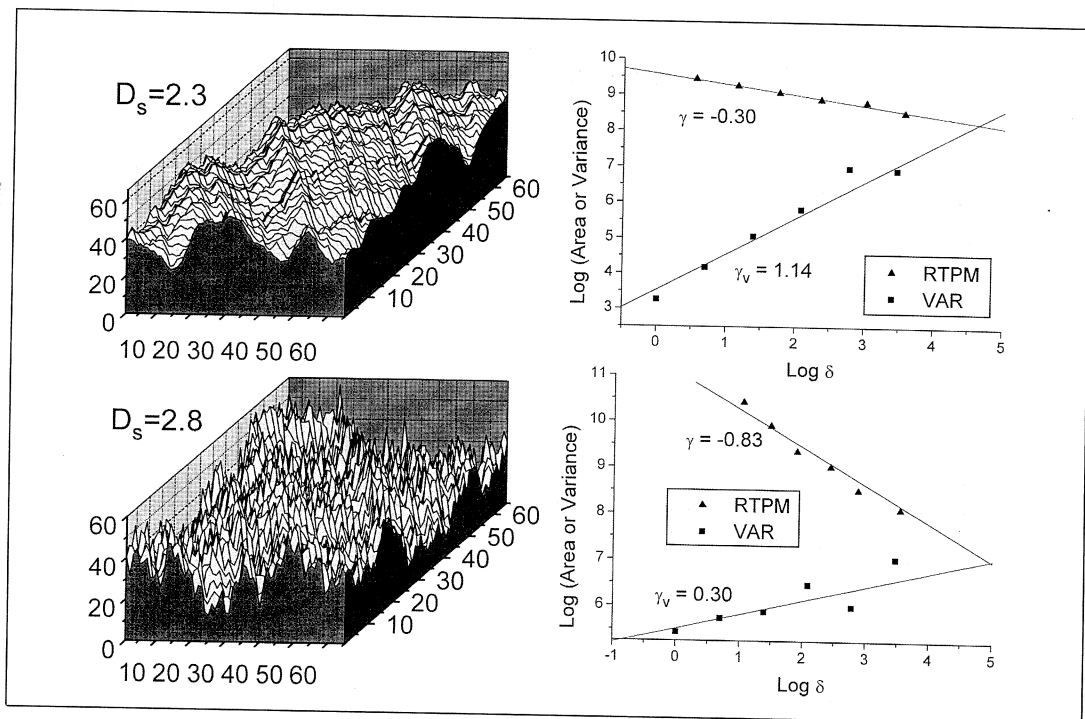 D_s=2.3
60
40
20
0
10 20 30 40 50 60
10
20
30
40
50
60
10
9
8
7
6
5
4
3
Log (Area or Variance)
γ = -0.30
γ_v = 1.14
▲ RTPM
■ VAR
0 1 2 3 4 5
Log δ
D_s=2.8
60
40
20
0
10 20 30 40 50 60
10
20
30
40
50
60
11
10
9
8
7
6
Log (Area or Variance)
γ = -0.83
▲ RTPM
■ VAR
γ_v = 0.30
-1 0 1 2 3 4 5
Log δ